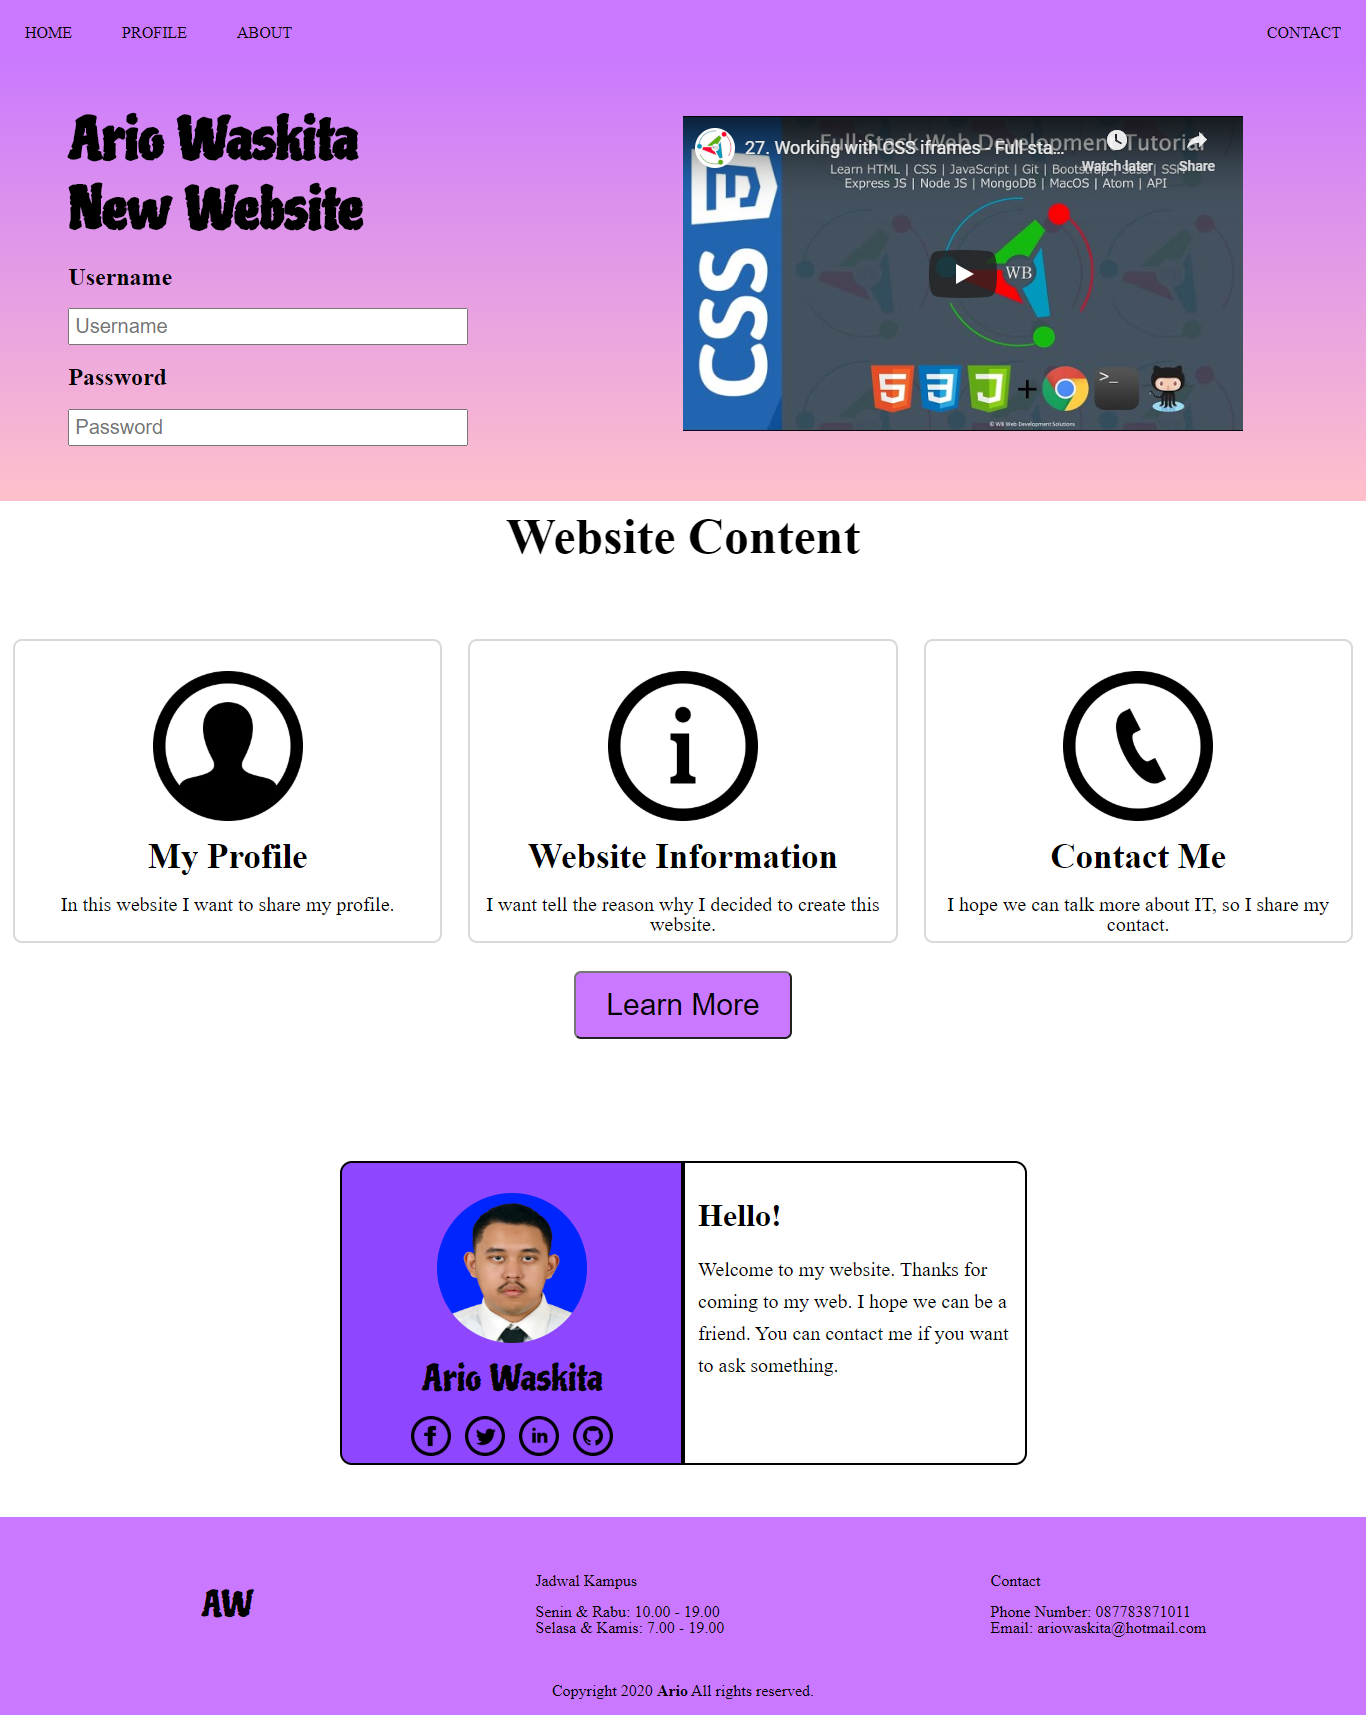 HOME PROFILE ABOUT CONTACT
Ario Waskita
New Website
Username
Username
Password
Password
Full Stack Web Development Tutorial
27. Working with CSS iframes - Full sta...
Watch later
Share
Learn HTML | CSS | JavaScript | Git | Bootstrap | Sass | SSH
Express JS | Node JS | MongoDB | MacOS | Atom | API
CSS
WB
>_
© WB Web Development Solutions
Website Content
My Profile
In this website I want to share my profile.
Website Information
I want tell the reason why I decided to create this
website.
Contact Me
I hope we can talk more about IT, so I share my
contact.
Learn More
Ario Waskita
Hello!
Welcome to my website. Thanks for
coming to my web. I hope we can be a
friend. You can contact me if you want
to ask something.
AW
Jadwal Kampus
Senin & Rabu: 10.00 - 19.00
Selasa & Kamis: 7.00 - 19.00
Contact
Phone Number: 087783871011
Email: ariowaskita@hotmail.com
Copyright 2020 Ario All rights reserved.